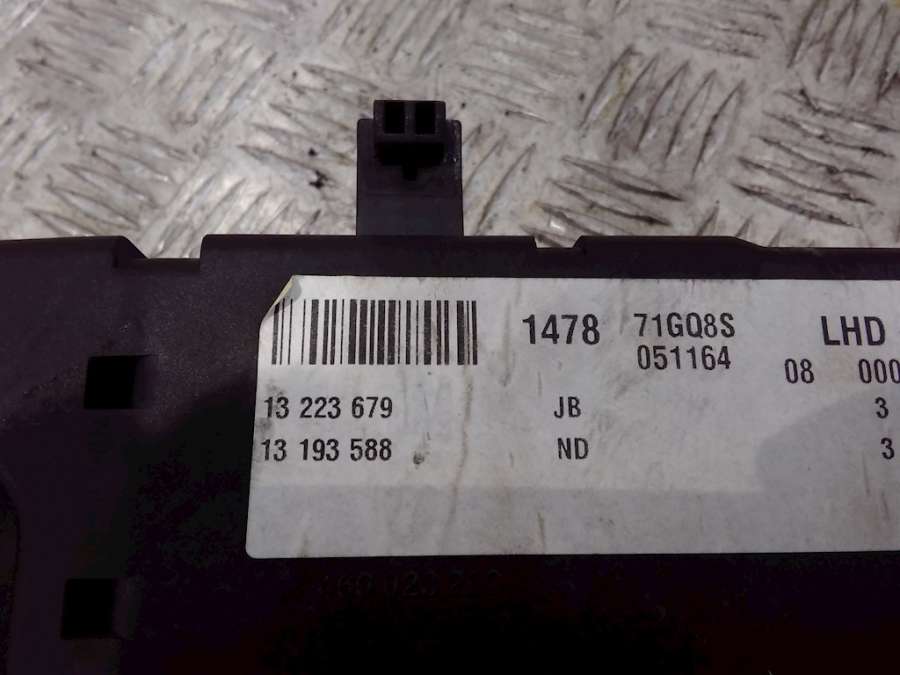 1478 71GQ8S LHD
051164 08 000
13 223 679 JB 3
13 193 588 ND 3